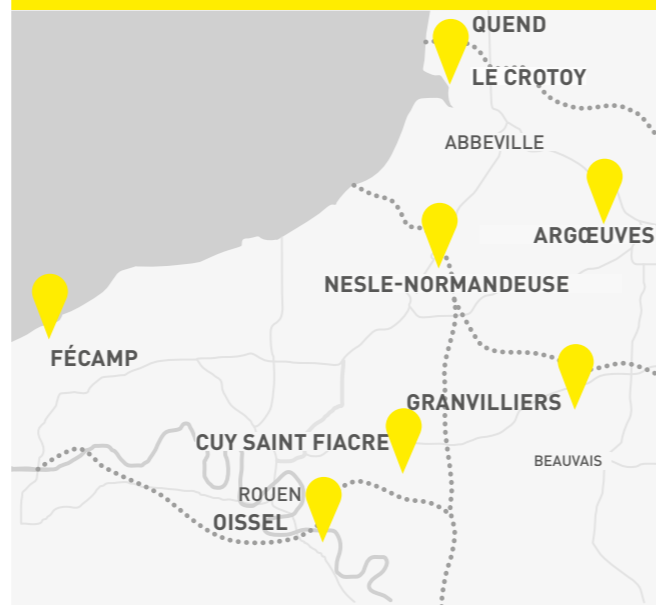 QUEND
LE CROTOY
ABBEVILLE
ARGŒUVES
NESLE-NORMANDEUSE
FÉCAMP
GRANVILLIERS
CUY SAINT FIACRE
BEAUVAIS
ROUEN
OISSEL